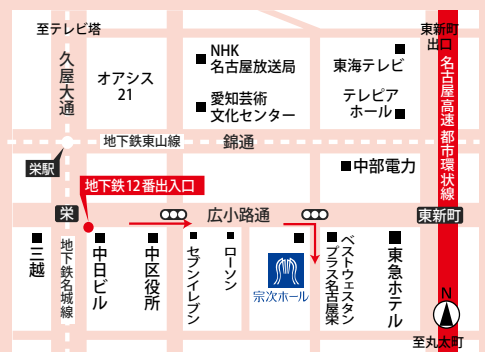 至テレビ塔
久屋大通
オアシス
21
NHK
名古屋放送局
愛知芸術
文化センター
東海テレビ
テレピア
ホール
東新町
出口
名古屋高速 都市環状線
地下鉄東山線
錦通
栄駅
中部電力
地下鉄12番出入口
栄
広小路通
東新町
三越
地下鉄名城線
中日ビル
中区役所
セブンイレブン
ローソン
宗次ホール
ベストウェスタン
プラス名古屋栄
東急ホテル
N
至丸太町